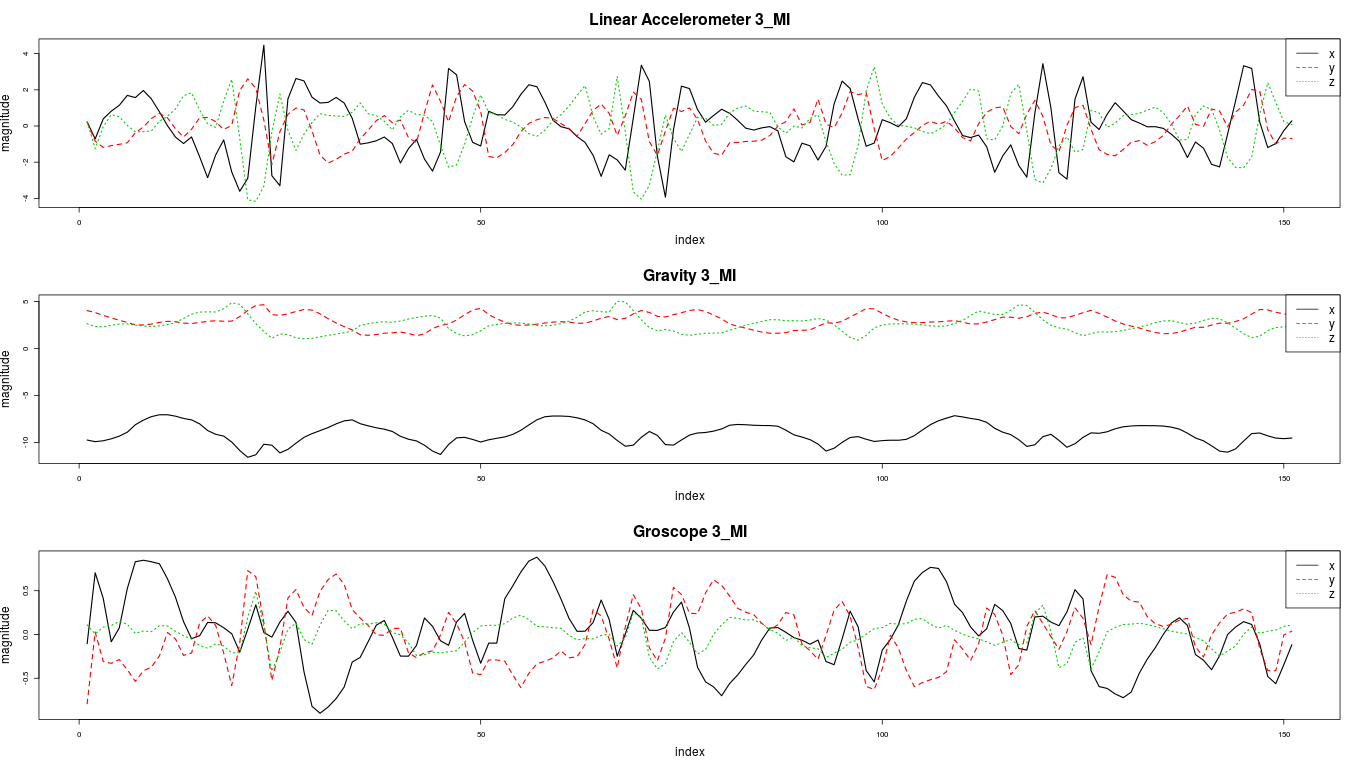 Linear Accelerometer 3_MI
magnitude
4
2
0
-2
-4
x
y
z
0 50 100 150
index
Gravity 3_MI
magnitude
5
0
-5
-10
x
y
z
0 50 100 150
index
Groscope 3_MI
magnitude
0.5
0.0
-0.5
x
y
z
0 50 100 150
index